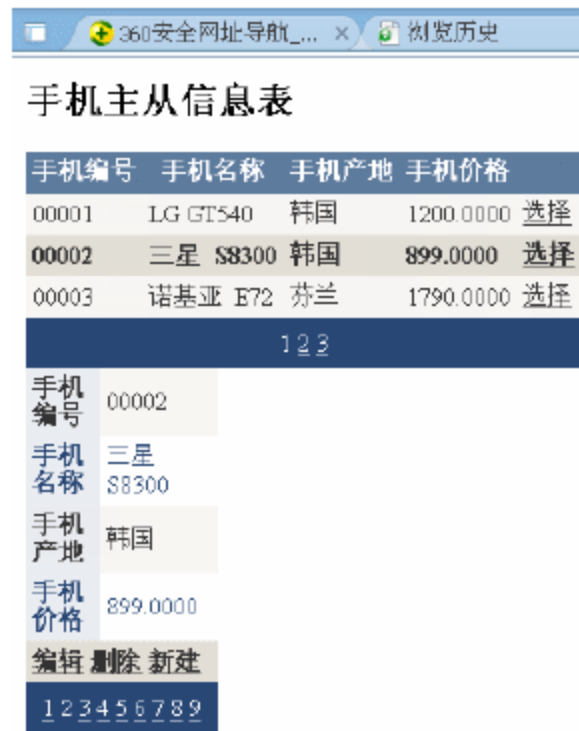 360安全网址导航_... × 浏览历史
手机主从信息表
手机编号 手机名称 手机产地 手机价格
00001 LG GT540 韩国 1200.0000 选择
00002 三星 S8300 韩国 899.0000 选择
00003 诺基亚 E72 芬兰 1790.0000 选择
1 2 3
手机
编号 00002
手机
名称 三星
S8300
手机
产地 韩国
手机
价格 899.0000
编辑 删除 新建
1 2 3 4 5 6 7 8 9